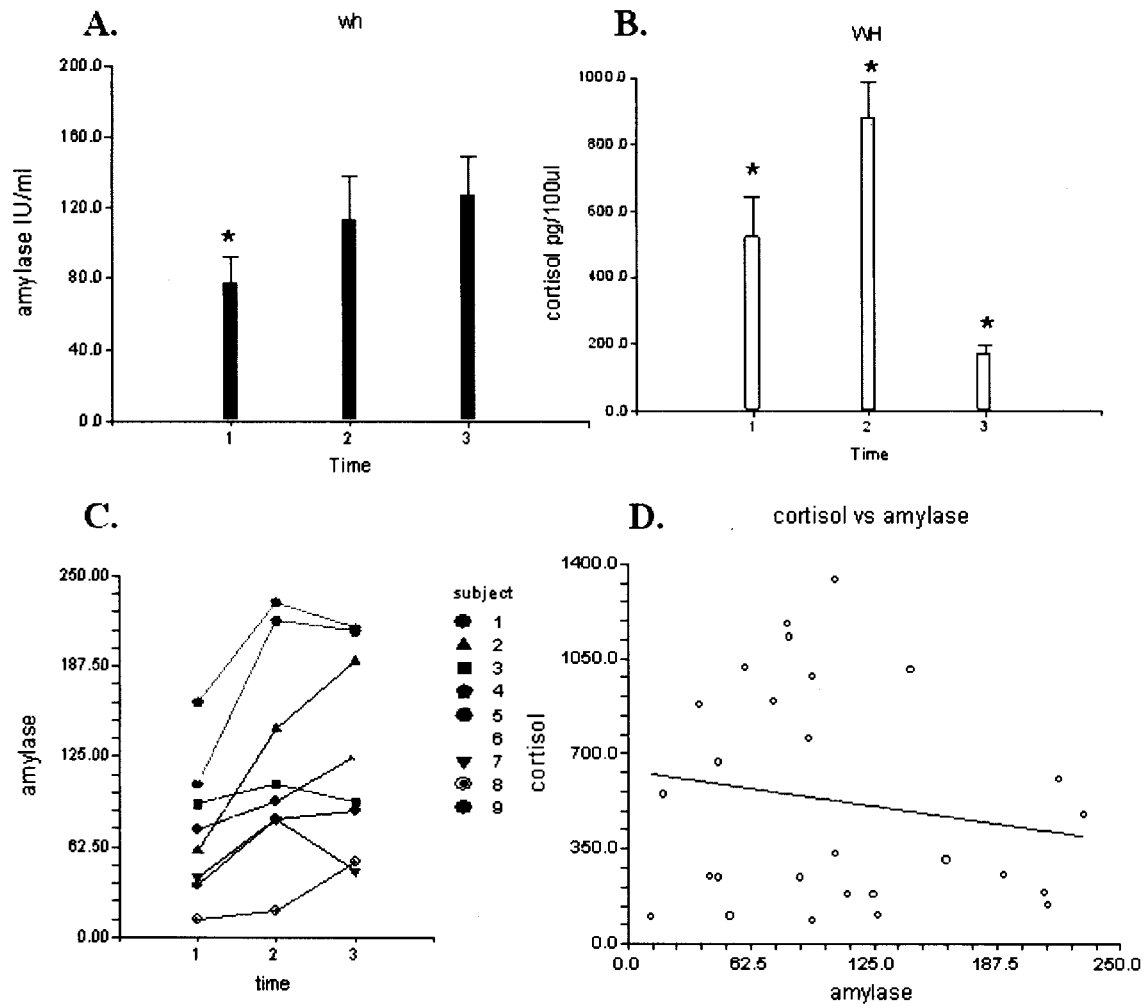 A.
wh
200.0
160.0
120.0
80.0
40.0
0.0
amylase IU/ml
★
1 2 3
Time
B.
WH
1000.0
800.0
600.0
400.0
200.0
0.0
cortisol pg/100ul
★
★
★
1 2 3
Time
C.
250.00
187.50
125.00
62.50
0.00
amylase
1 2 3
time
subject
1
2
3
4
5
6
7
8
9
D.
cortisol vs amylase
1400.0
1050.0
700.0
350.0
0.0
cortisol
0.0 62.5 125.0 187.5 250.0
amylase